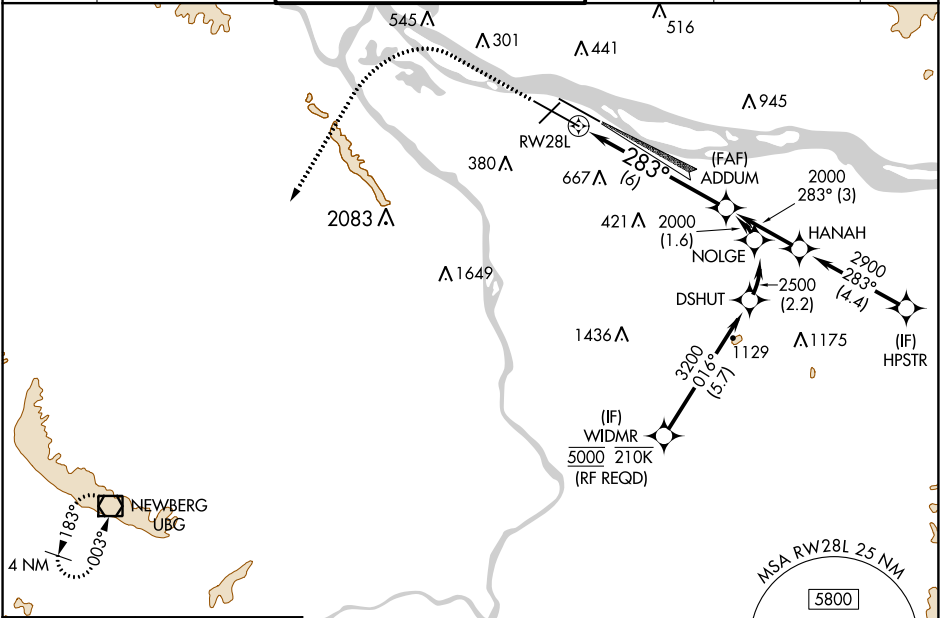 545
301
441
516
945
RW28L
380
667
283°
(6)
(FAF)
ADDUM
2000
283° (3)
2083
421
2000
(1.6)
NOLGE
HANAH
1649
2900
283°
(4.4)
DSHUT
2500
(2.2)
1436
1129
1175
(IF)
HPSTR
3200
016°
(5.7)
(IF)
WIDMR
5000 210K
(RF REQD)
NEWBERG
UBG
183°
003°
4 NM
MSA RW28L 25 NM
5800